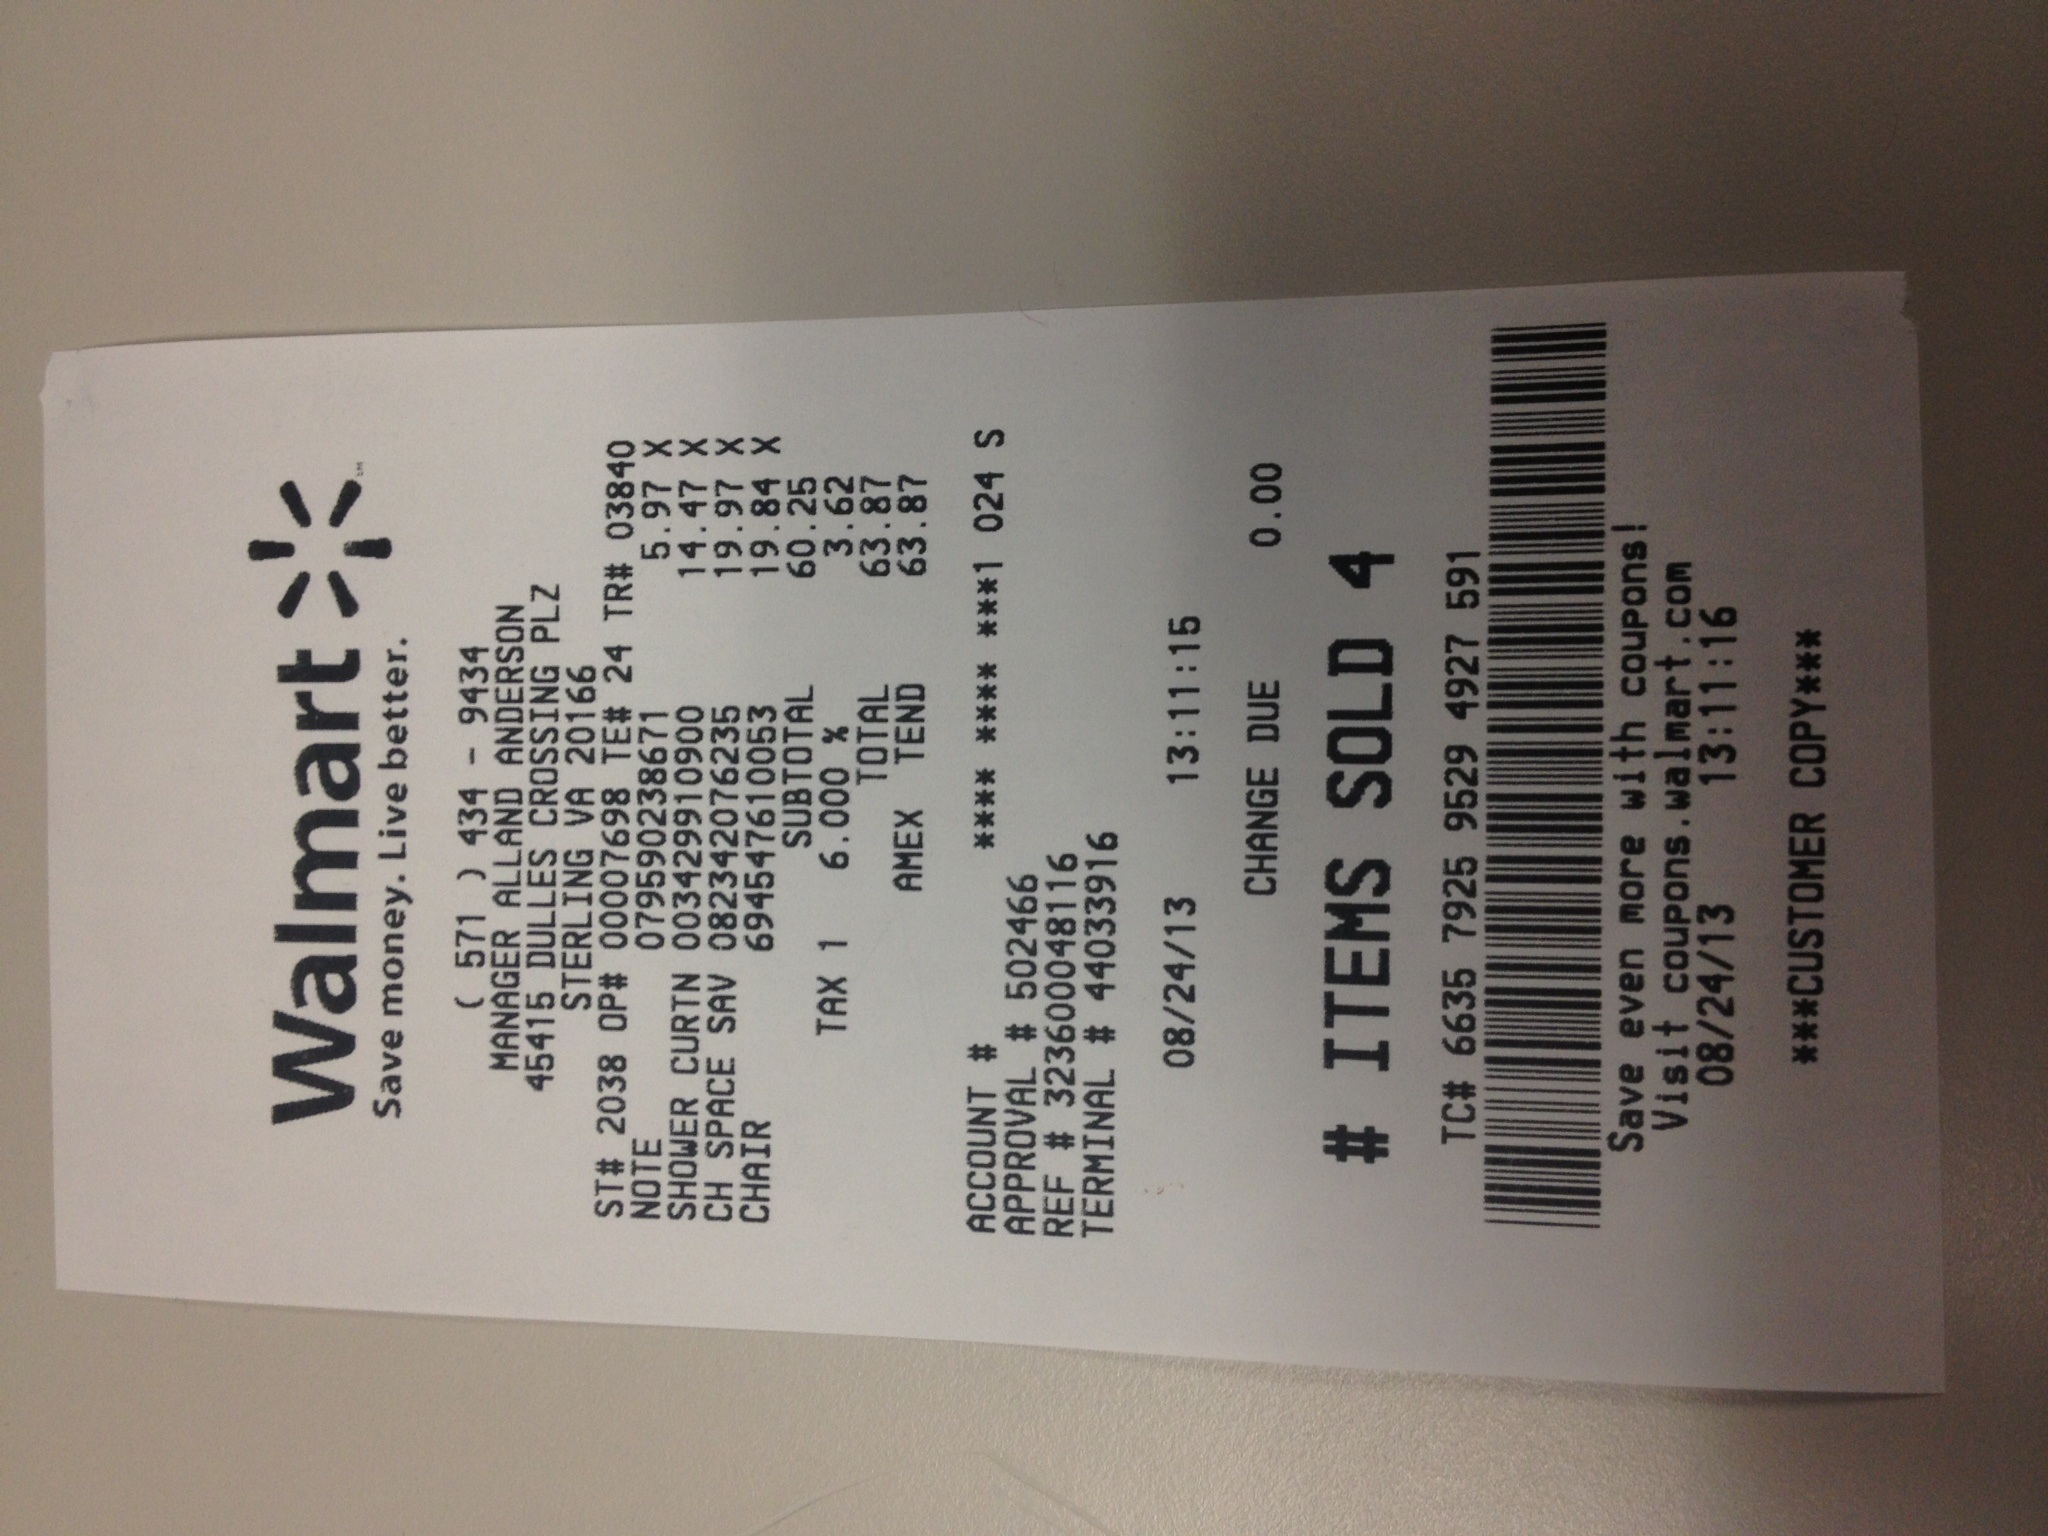 Walmart
Save money. Live better.
( 571 ) 434 - 9434
MANAGER ALLAND ANDERSON
45415 DULLES CROSSING PLZ
STERLING VA 20166
ST# 2038 OP# 00007698 TE# 24 TR# 03840
NOTE 079590238671 5.97 X
SHOWER CURTN 003429910900 14.47 X
CH SPACE SAV 082342076235 19.97 X
CHAIR 694547610053 19.84 X
SUBTOTAL 60.25
TAX 1 6.000 % 3.62
TOTAL 63.87
AMEX TEND 63.87
ACCOUNT # **** **** ***1 024 S
APPROVAL # 502466
REF # 323600048116
TERMINAL # 44033916
08/24/13 13:11:15
CHANGE DUE 0.00
# ITEMS SOLD 4
TC# 6635 7925 9529 4927 591
Save even more with coupons!
Visit coupons.walmart.com
08/24/13 13:11:16
***CUSTOMER COPY***